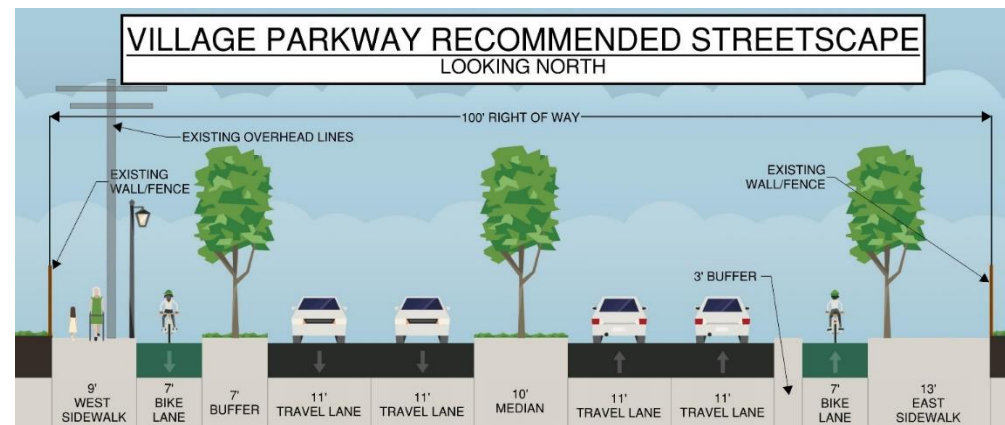 VILLAGE PARKWAY RECOMMENDED STREETSCAPE
LOOKING NORTH
100' RIGHT OF WAY
EXISTING OVERHEAD LINES
EXISTING
WALL/FENCE
EXISTING
WALL/FENCE
3' BUFFER
9'
WEST
SIDEWALK
7'
BIKE
LANE
7'
BUFFER
11'
TRAVEL LANE
11'
TRAVEL LANE
10'
MEDIAN
11'
TRAVEL LANE
11'
TRAVEL LANE
7'
BIKE
LANE
13'
EAST
SIDEWALK